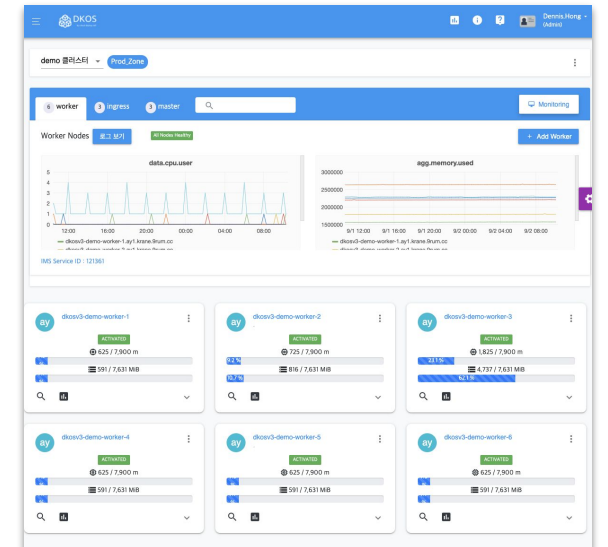 DKOS
Dennis.Hong
(Admin)
demo 클러스터
Prod_Zone
6 worker
3 ingress
3 master
Monitoring
Worker Nodes
로그 보기
All Nodes Healthy
+ Add Worker
data.cpu.user
5
4
3
2
1
0
12:00 16:00 20:00 00:00 04:00 08:00
dkosv3-demo-worker-1.ay1.krane.9rum.cc
agg.memory.used
3000000
2500000
2000000
1500000
9/1 12:00 9/1 16:00 9/1 20:00 9/2 00:00 9/2 04:00 9/2 08:00
dkosv3-demo-worker-1.ay1.krane.9rum.cc
IMS Service ID : 121361
ay
dkosv3-demo-worker-1
ACTIVATED
625 / 7,900 m
591 / 7,631 MiB
ay
dkosv3-demo-worker-2
ACTIVATED
725 / 7,900 m
9.2 %
816 / 7,631 MiB
10.7 %
ay
dkosv3-demo-worker-3
ACTIVATED
1,825 / 7,900 m
23.1 %
4,737 / 7,631 MiB
62.1 %
ay
dkosv3-demo-worker-4
ACTIVATED
625 / 7,900 m
591 / 7,631 MiB
ay
dkosv3-demo-worker-5
ACTIVATED
625 / 7,900 m
591 / 7,631 MiB
ay
dkosv3-demo-worker-6
ACTIVATED
625 / 7,900 m
591 / 7,631 MiB